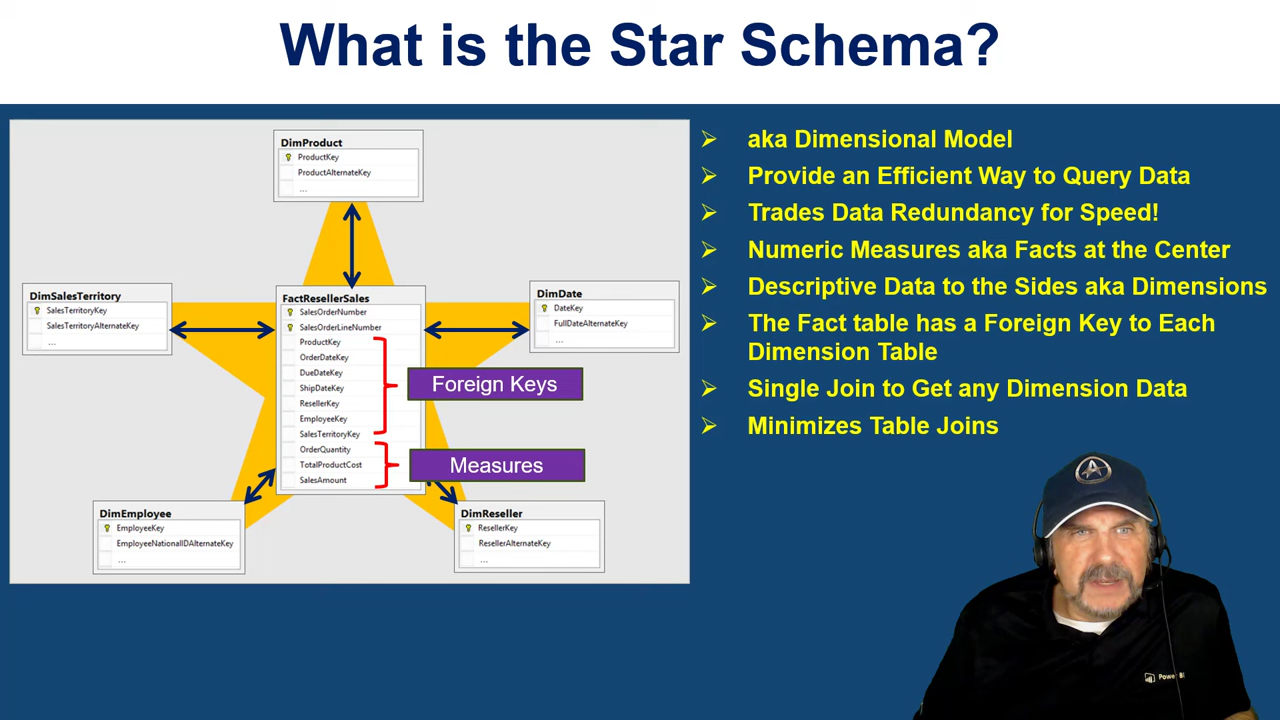 What is the Star Schema?
DimProduct
ProductKey
ProductAlternateKey
...
DimSalesTerritory
SalesTerritoryKey
SalesTerritoryAlternateKey
...
FactResellerSales
SalesOrderNumber
SalesOrderLineNumber
ProductKey
OrderDateKey
DueDateKey
ShipDateKey
ResellerKey
EmployeeKey
SalesTerritoryKey
OrderQuantity
TotalProductCost
SalesAmount
Foreign Keys
Measures
DimDate
DateKey
FullDateAlternateKey
...
DimEmployee
EmployeeKey
EmployeeNationalIDAlternateKey
...
DimReseller
ResellerKey
ResellerAlternateKey
...
aka Dimensional Model
Provide an Efficient Way to Query Data
Trades Data Redundancy for Speed!
Numeric Measures aka Facts at the Center
Descriptive Data to the Sides aka Dimensions
The Fact table has a Foreign Key to Each
Dimension Table
Single Join to Get any Dimension Data
Minimizes Table Joins
Power BI